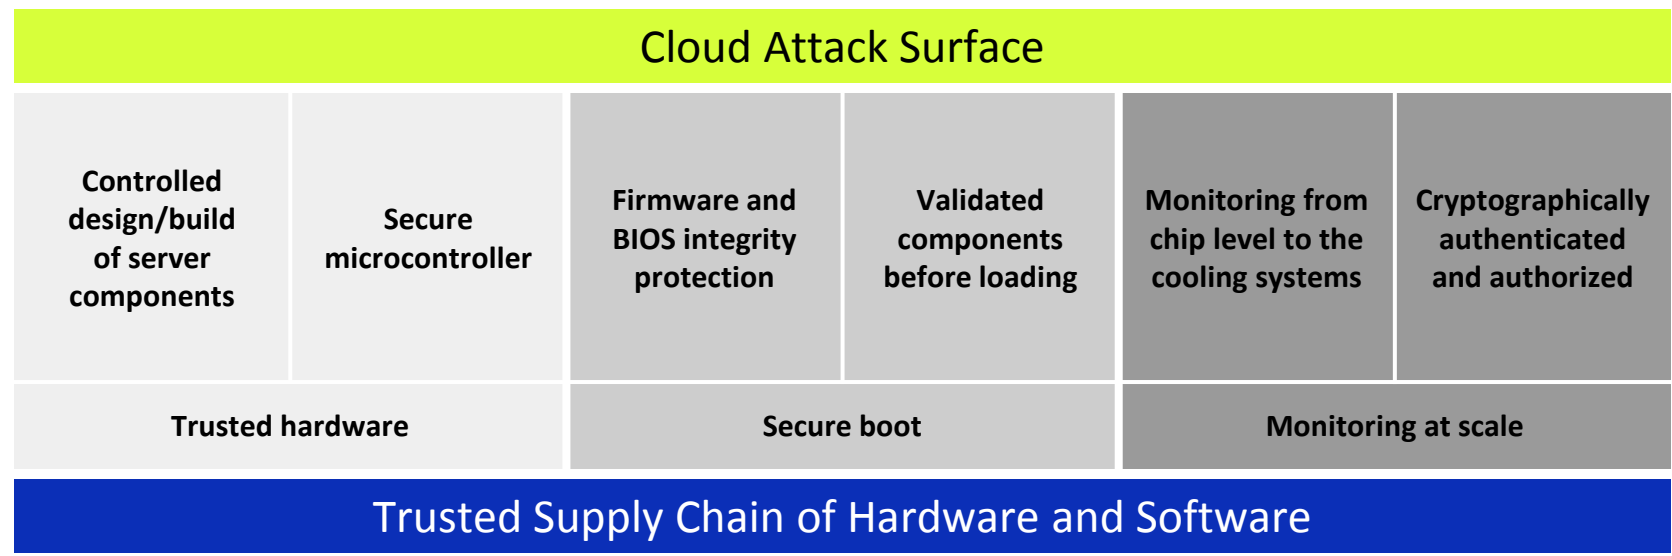 Cloud Attack Surface
Controlled
design/build
of server
components
Secure
microcontroller
Firmware and
BIOS integrity
protection
Validated
components
before loading
Monitoring from
chip level to the
cooling systems
Cryptographically
authenticated
and authorized
Trusted hardware
Secure boot
Monitoring at scale
Trusted Supply Chain of Hardware and Software